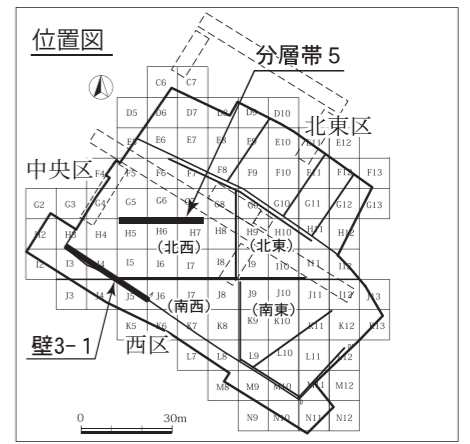 位置図
分層帯5
C6 C7
D5 D6 D7 D8 D9 D10
北東区
E6 E7 E9 E10 E11 E12
中央区
F4 F5 F6 F7 F8 F9 F10 F11 F12 F13
G2 G3 G4 G5 G8 G9 G10 G11 G12 G13
H2 H3 H4 H5 H6 H7 H8 H9 H10 H11 H12
(北西) (北東)
I2 I3 I5 I6 I7 I8 I9 I10 I11 I12
(南西) (南東)
J3 J4 J5 J6 J7 J8 J9 J10 J11 J12 J13
壁3-1
西区
K5 K6 K7 K8 K9 K10 K11 K12 K13
L7 L8 L9 L10 L11 L12
M8 M9 M10 M11 M12
N9 N10 N11 N12
0 30m